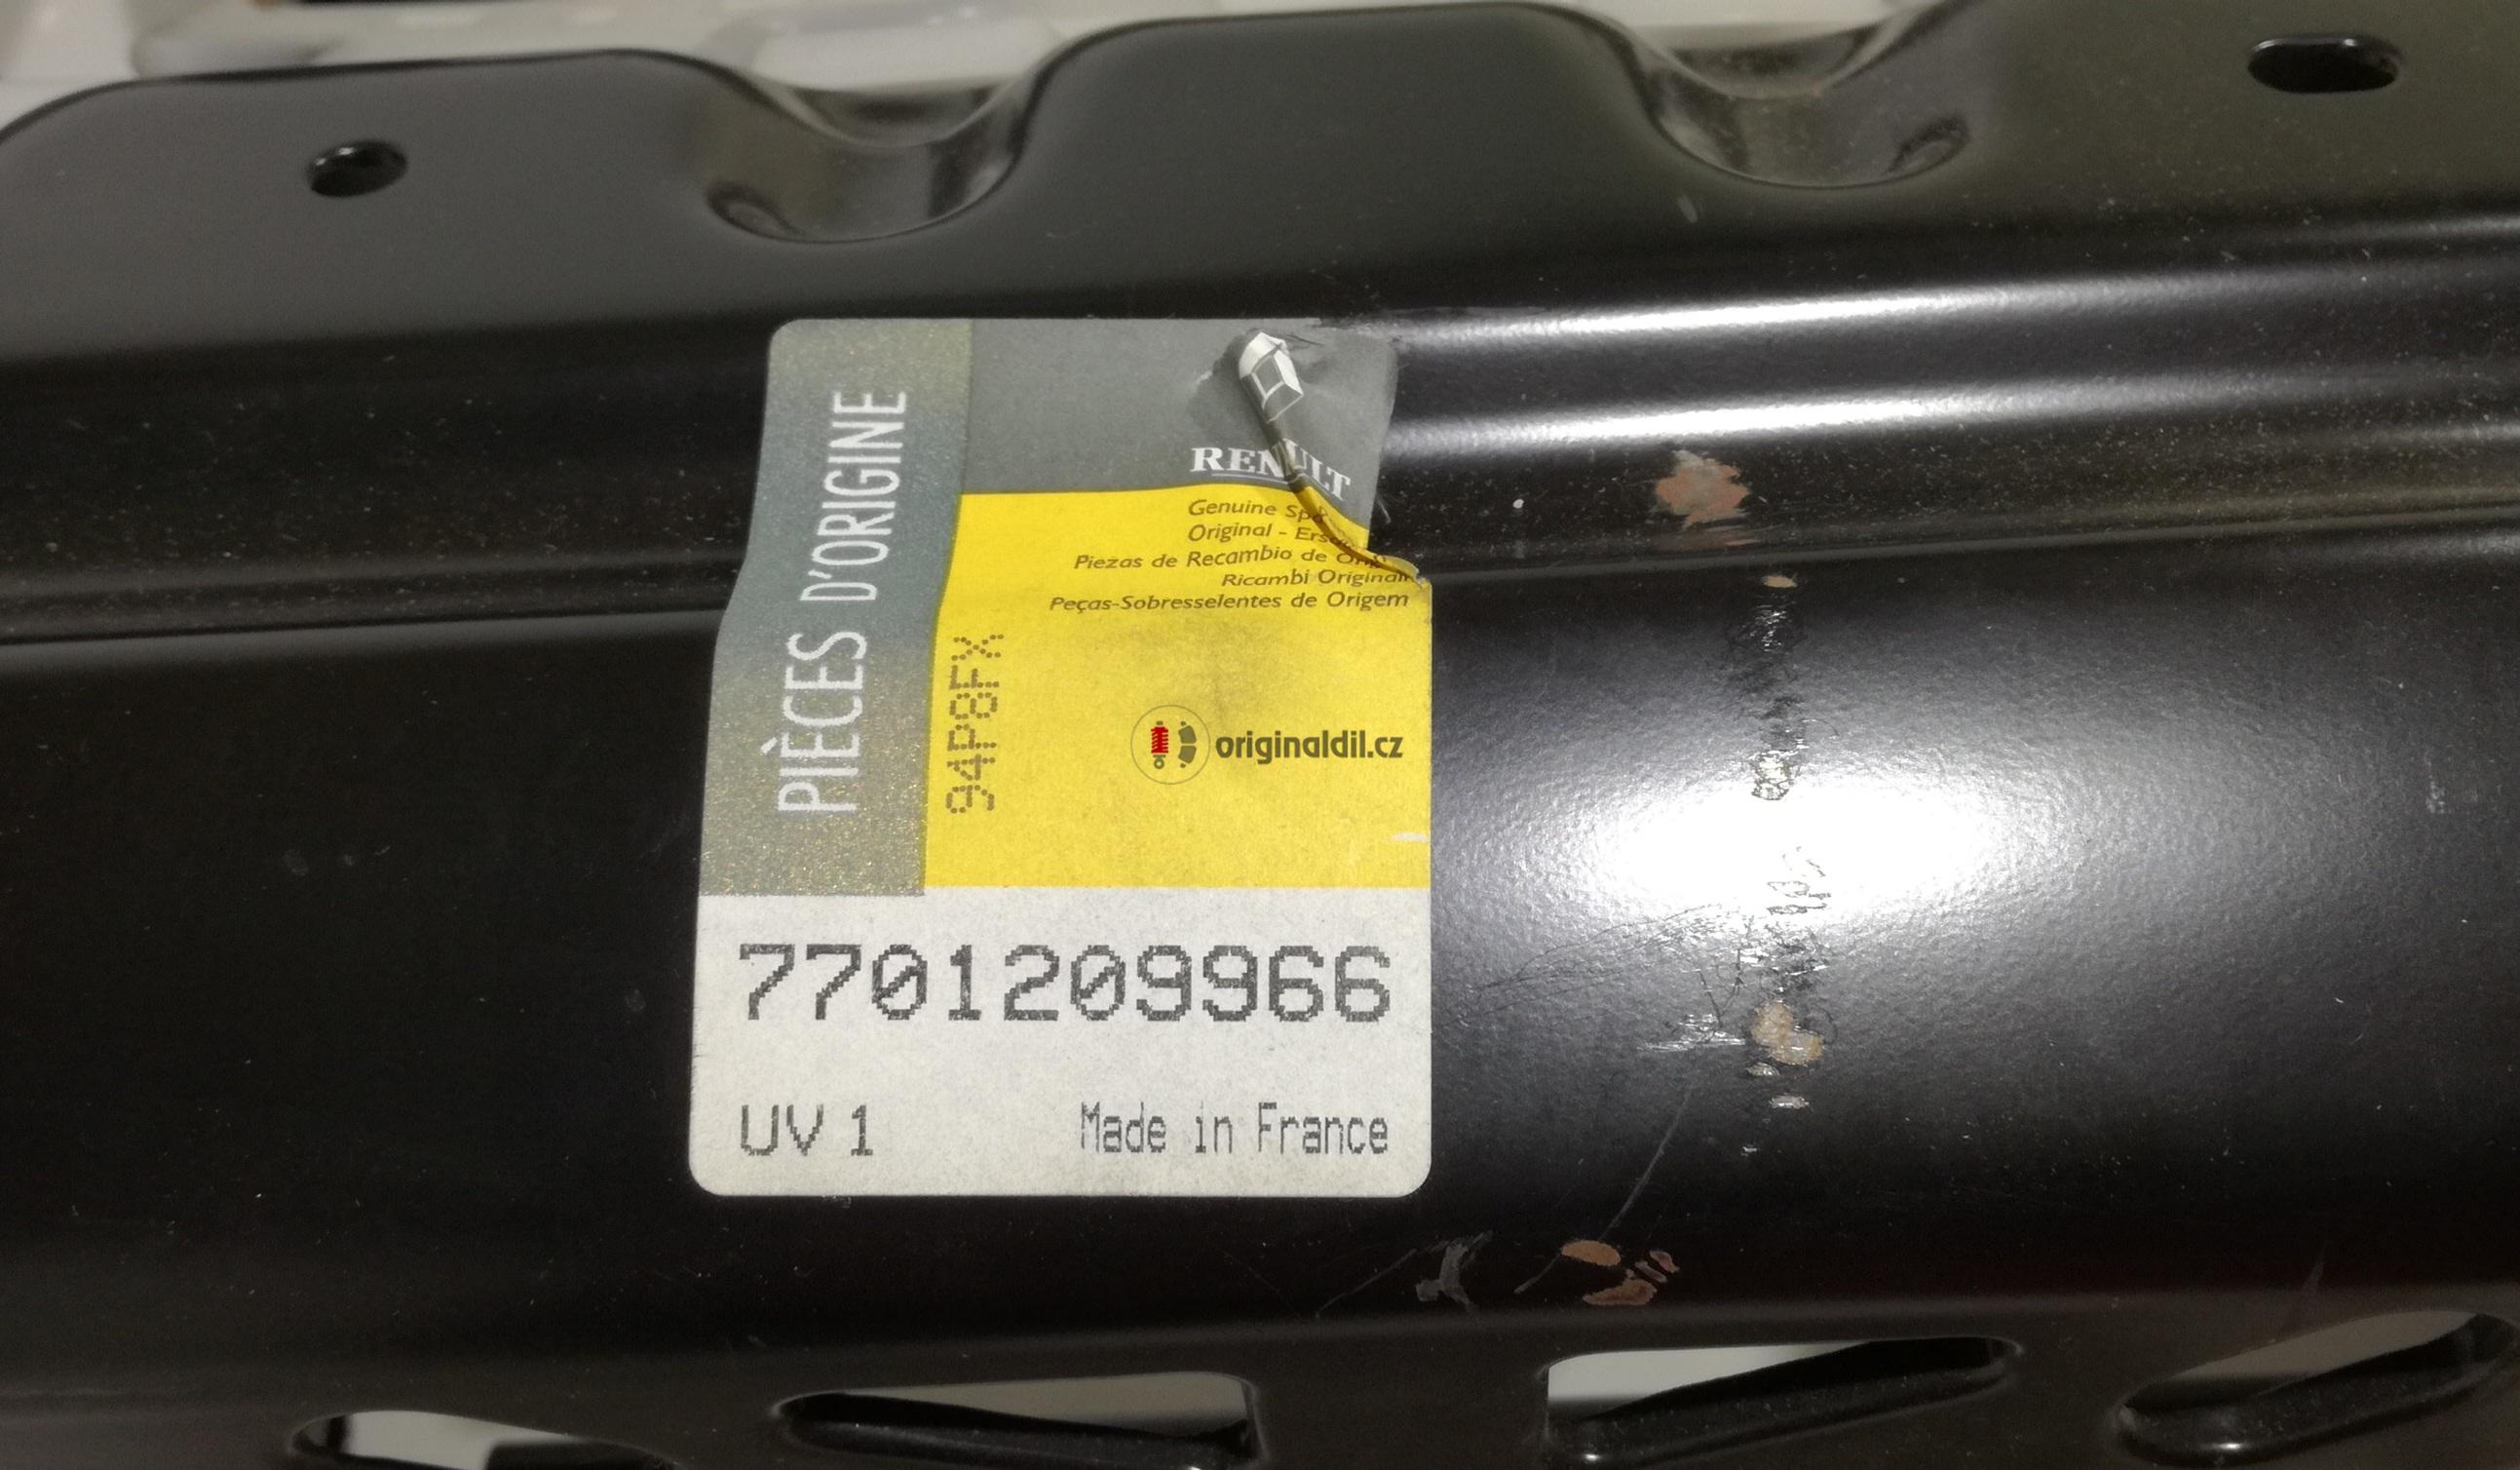 PIÈCES D'ORIGINE
RENAULT
Genuine
Original -
Piezas de Recambio de
Ricambi Originali
Peças-Sobresselentes de Origem
94P8FX
originaldil.cz
7701209966
UV 1
Made in France